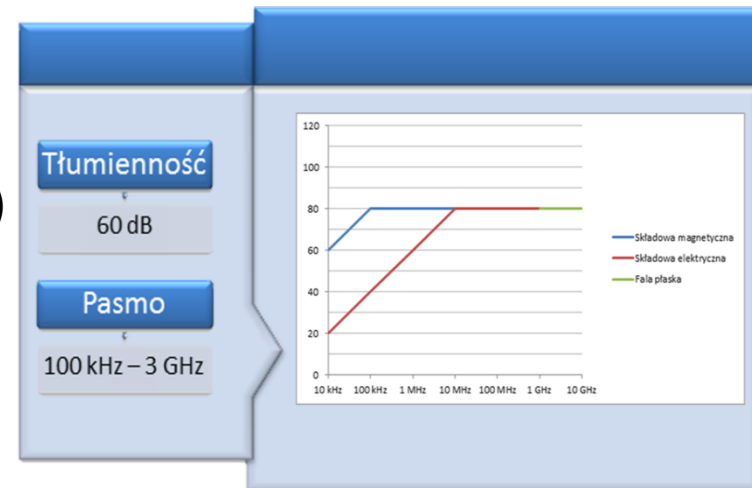 )
Tłumienność
60 dB
Pasmo
100 kHz – 3 GHz
120
100
80
60
40
20
0
10 kHz 100 kHz 1 MHz 10 MHz 100 MHz 1 GHz 10 GHz
Składowa magnetyczna
Składowa elektryczna
Fala płaska